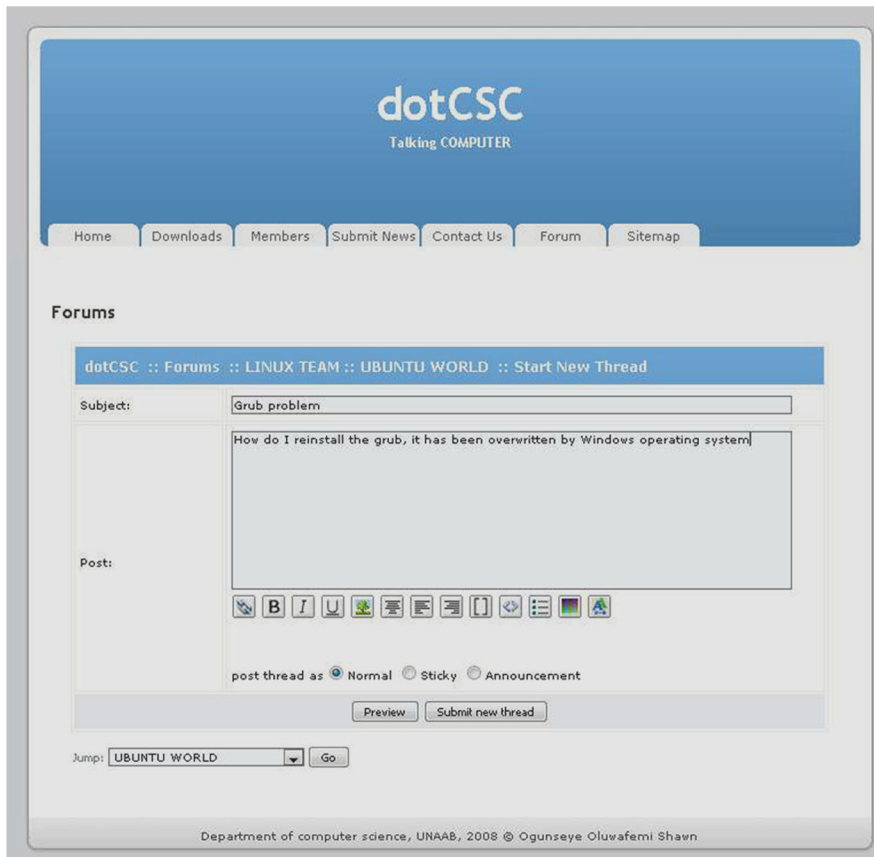 dotCSC
Talking COMPUTER
Home Downloads Members Submit News Contact Us Forum Sitemap
Forums
dotCSC :: Forums :: LINUX TEAM :: UBUNTU WORLD :: Start New Thread
Subject: Grub problem
How do I reinstall the grub, it has been overwritten by Windows operating system
Post:
B I U
post thread as Normal Sticky Announcement
Preview Submit new thread
Jump: UBUNTU WORLD Go
Department of computer science, UNAAB, 2008 © Ogunseye Oluwafemi Shawn